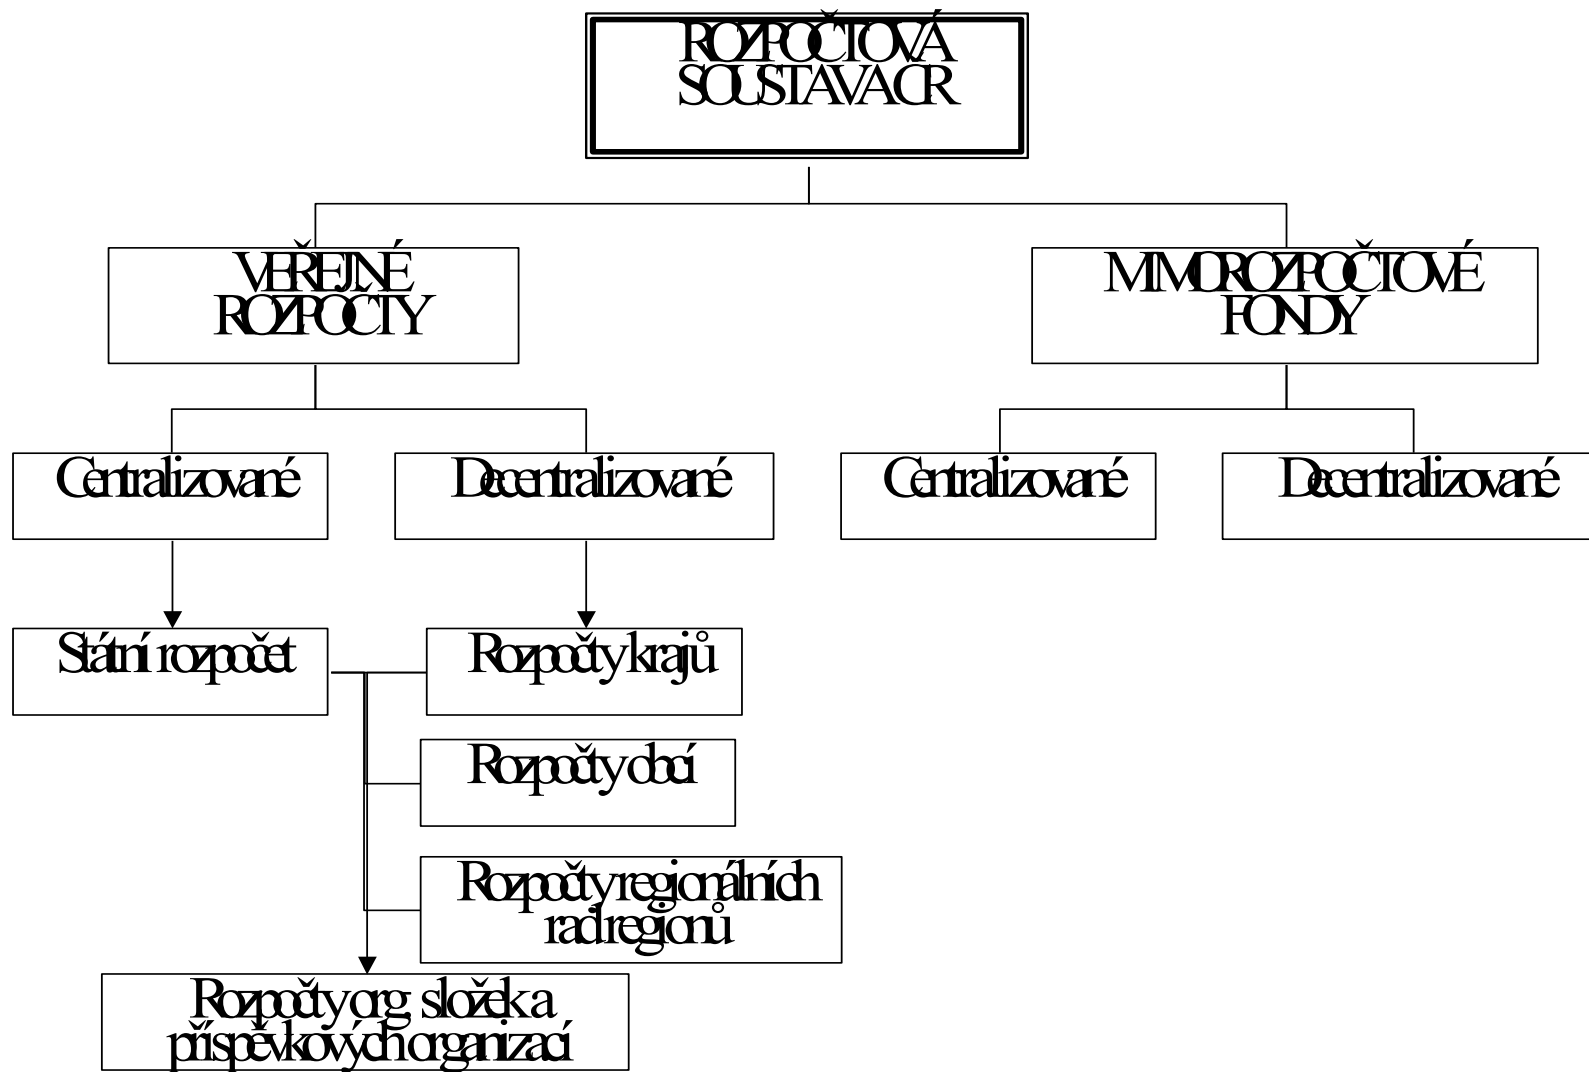 ROZPOČTOVÁ
SOUSTAVA ČR
VEŘEJNÉ
ROZPOČTY
MIMOROZPOČTOVÉ
FONDY
Centralizované
Decentralizované
Centralizované
Decentralizované
Státní rozpočet
Rozpočty krajů
Rozpočty obcí
Rozpočty regionálních
rad regionů
Rozpočty org. složek a
příspěvkových organizací